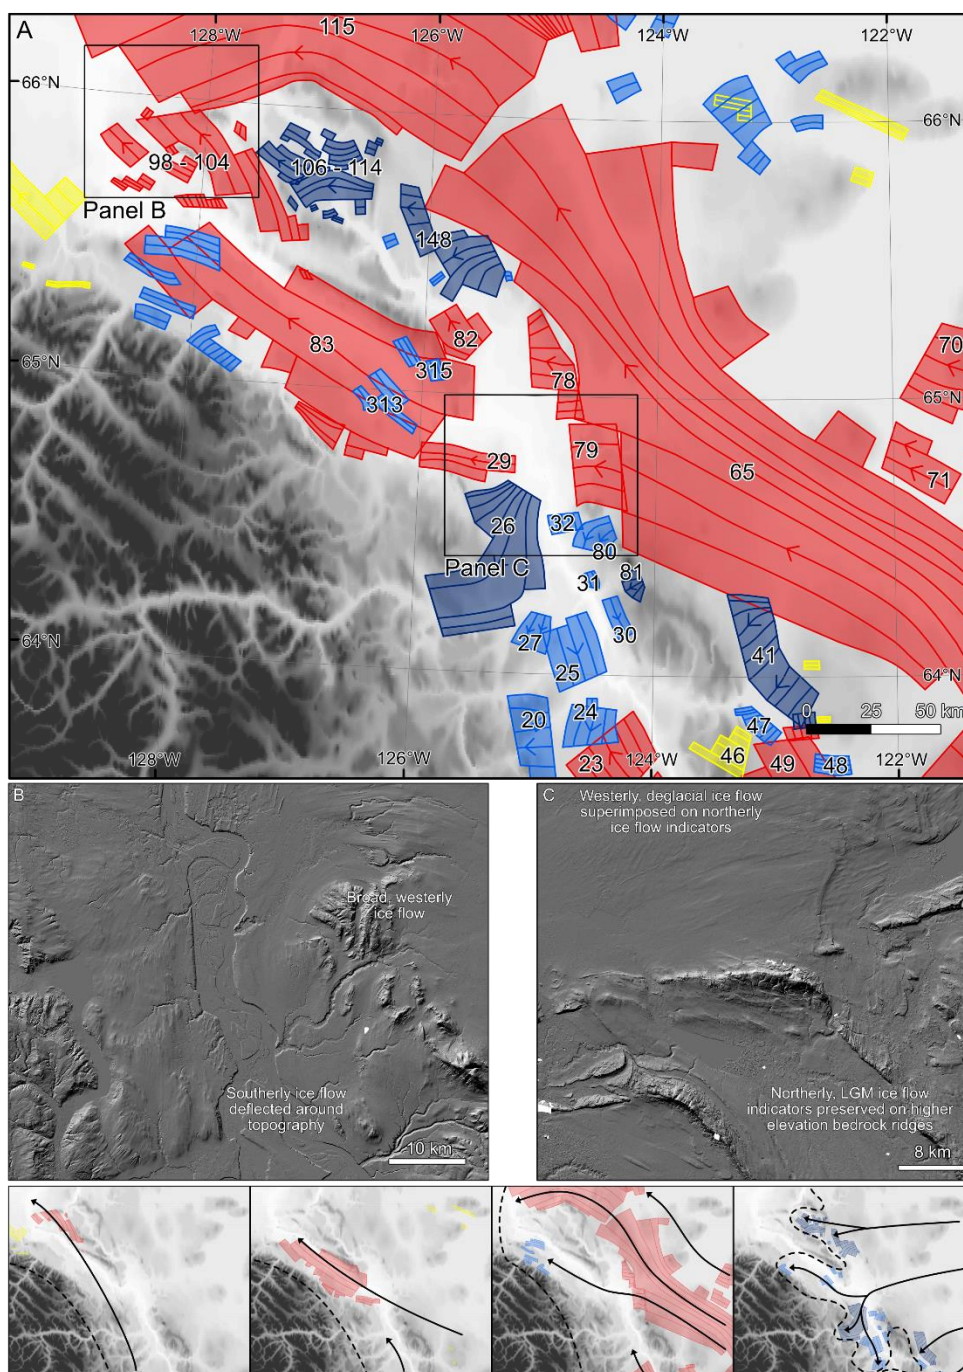 A
128°W
115
126°W
124°W
122°W
66°N
66°N
98 - 104
106 - 114
Panel B
148
83
82
70
65°N
315
78
65°N
313
79
65
71
29
26
32
80
Panel C
31
81
64°N
27
30
41
25
64°N
0 25 50 km
20
24
47
46
49
48
23
128°W
126°W
124°W
122°W
B
Broad, westerly
ice flow
Southerly ice flow
deflected around
topography
10 km
C
Westerly, deglacial ice flow
superimposed on northerly
ice flow indicators
Northerly, LGM ice flow
indicators preserved on higher
elevation bedrock ridges
8 km